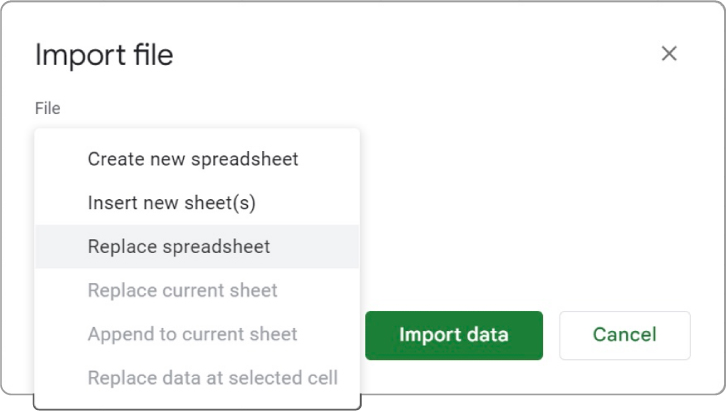 Import file
File
Create new spreadsheet
Insert new sheet(s)
Replace spreadsheet
Replace current sheet
Append to current sheet
Replace data at selected cell
Import data
Cancel